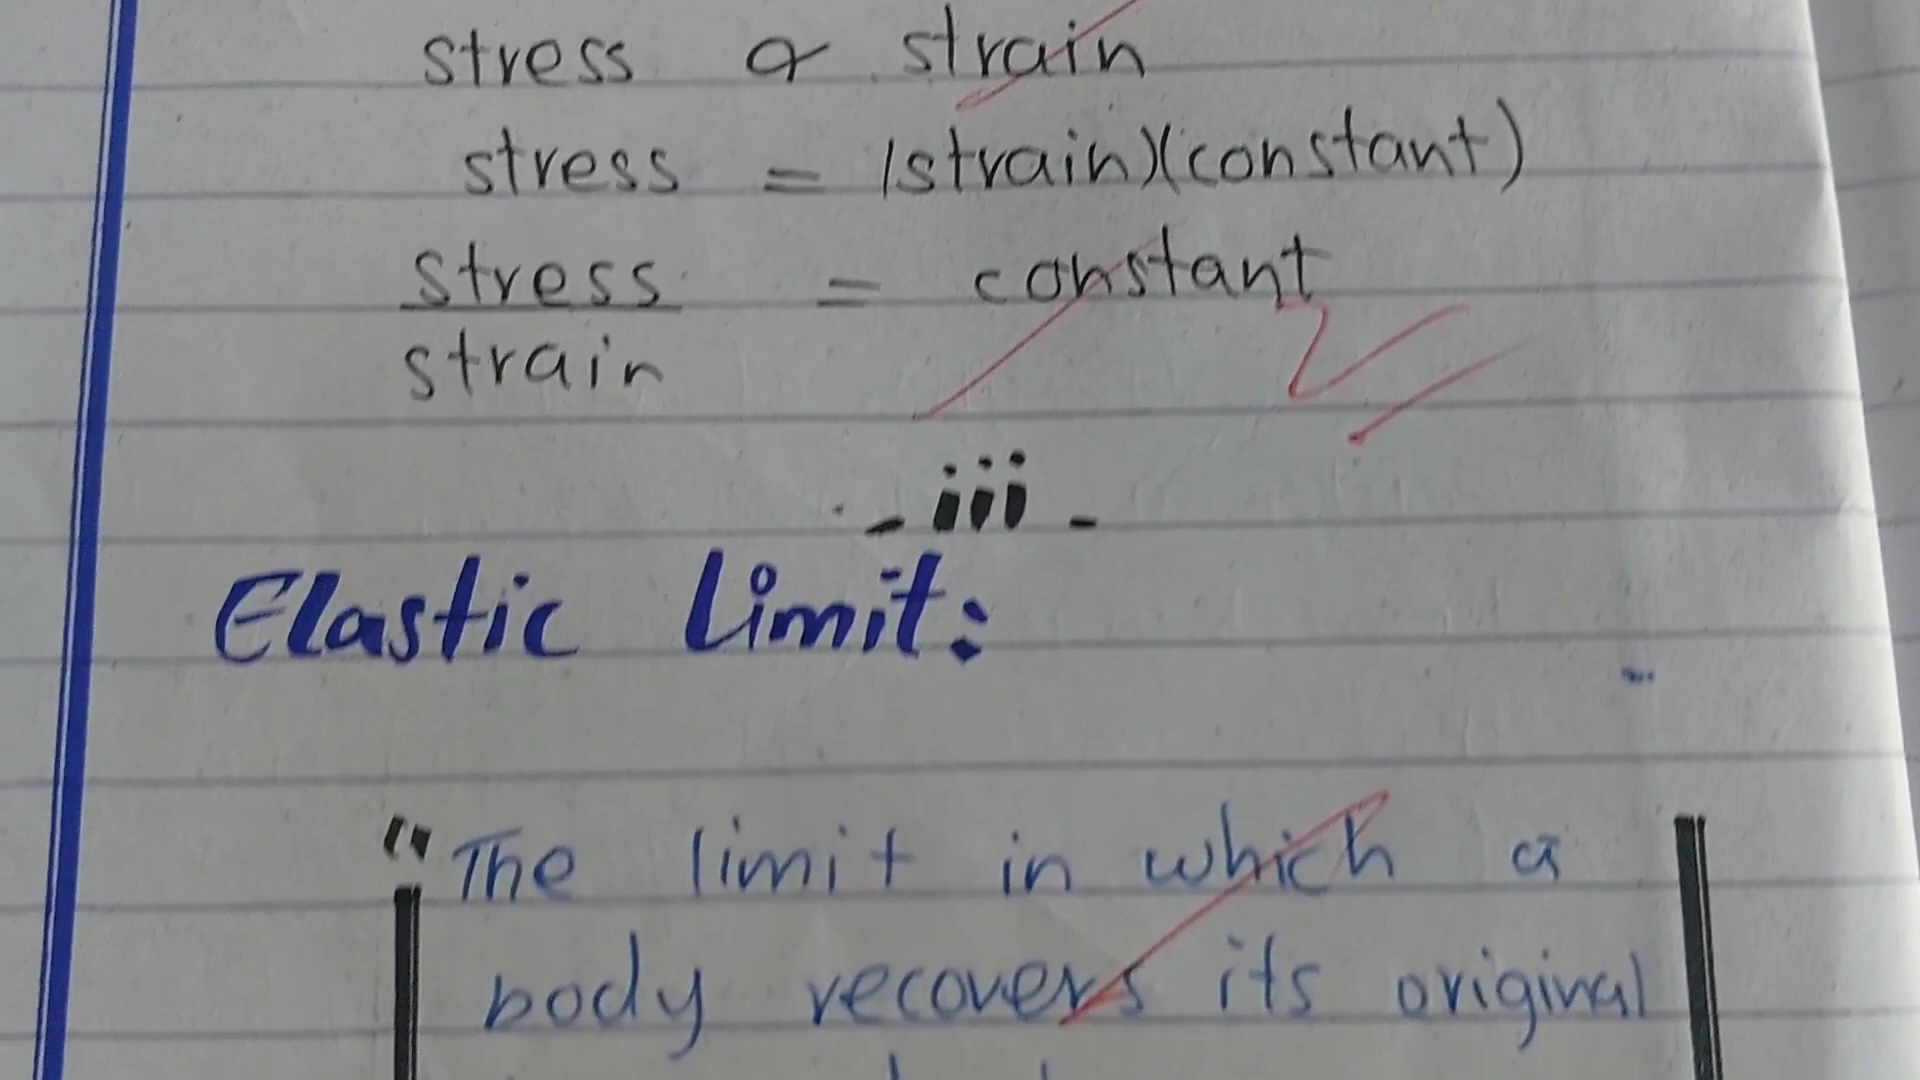 stress α strain
stress = (strain)(constant)
stress = constant
strain
- iii -
Elastic Limit:
"The limit in which a
body recovers its original